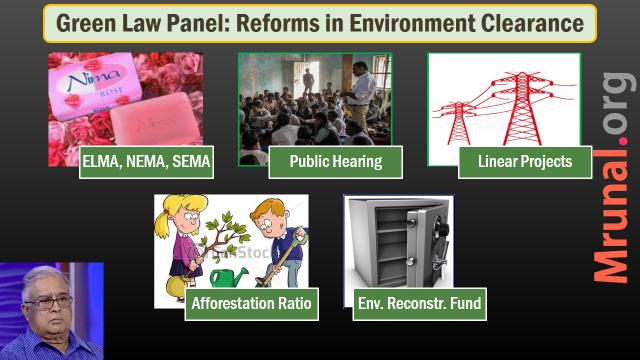 Green Law Panel: Reforms in Environment Clearance
Nima
ROSE
Nima
ELMA, NEMA, SEMA
Public Hearing
Linear Projects
Afforestation Ratio
Env. Reconstr. Fund
Mrunal.org